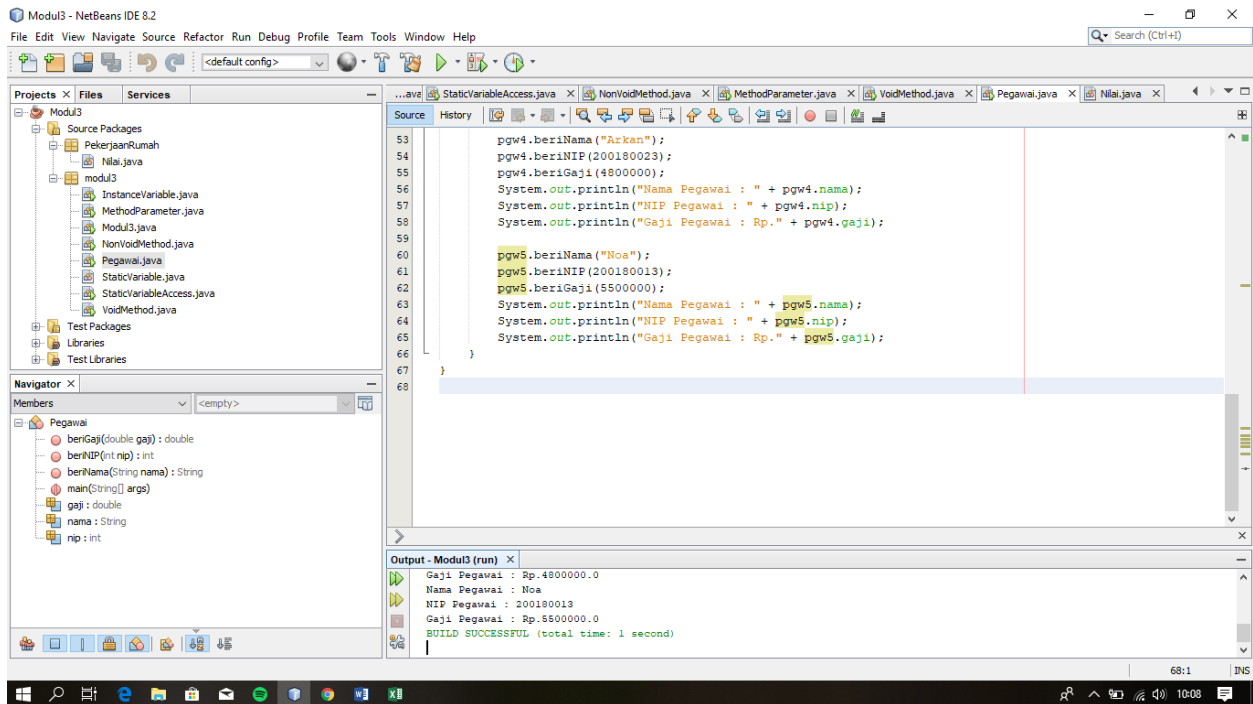 Modul3 - NetBeans IDE 8.2
File Edit View Navigate Source Refactor Run Debug Profile Team Tools Window Help
Search (Ctrl+I)
<default config>
Projects Files Services
Modul3
Source Packages
PekerjaanRumah
Nilai.java
modul3
InstanceVariable.java
MethodParameter.java
Modul3.java
NonVoidMethod.java
Pegawai.java
StaticVariable.java
StaticVariableAccess.java
VoidMethod.java
Test Packages
Libraries
Test Libraries
Navigator
Members <empty>
Pegawai
beriGaji(double gaji) : double
beriNIP(int nip) : int
beriNama(String nama) : String
main(String[] args)
gaji : double
nama : String
nip : int
...ava StaticVariableAccess.java NonVoidMethod.java MethodParameter.java VoidMethod.java Pegawai.java Nilai.java
Source History
53 pgw4.beriNama("Arkan");
54 pgw4.beriNIP(200180023);
55 pgw4.beriGaji(4800000);
56 System.out.println("Nama Pegawai : " + pgw4.nama);
57 System.out.println("NIP Pegawai : " + pgw4.nip);
58 System.out.println("Gaji Pegawai : Rp." + pgw4.gaji);
59
60 pgw5.beriNama("Noa");
61 pgw5.beriNIP(200180013);
62 pgw5.beriGaji(5500000);
63 System.out.println("Nama Pegawai : " + pgw5.nama);
64 System.out.println("NIP Pegawai : " + pgw5.nip);
65 System.out.println("Gaji Pegawai : Rp." + pgw5.gaji);
66 }
67 }
68
Output - Modul3 (run)
Gaji Pegawai : Rp.4800000.0
Nama Pegawai : Noa
NIP Pegawai : 200180013
Gaji Pegawai : Rp.5500000.0
BUILD SUCCESSFUL (total time: 1 second)
68:1 INS
10:08